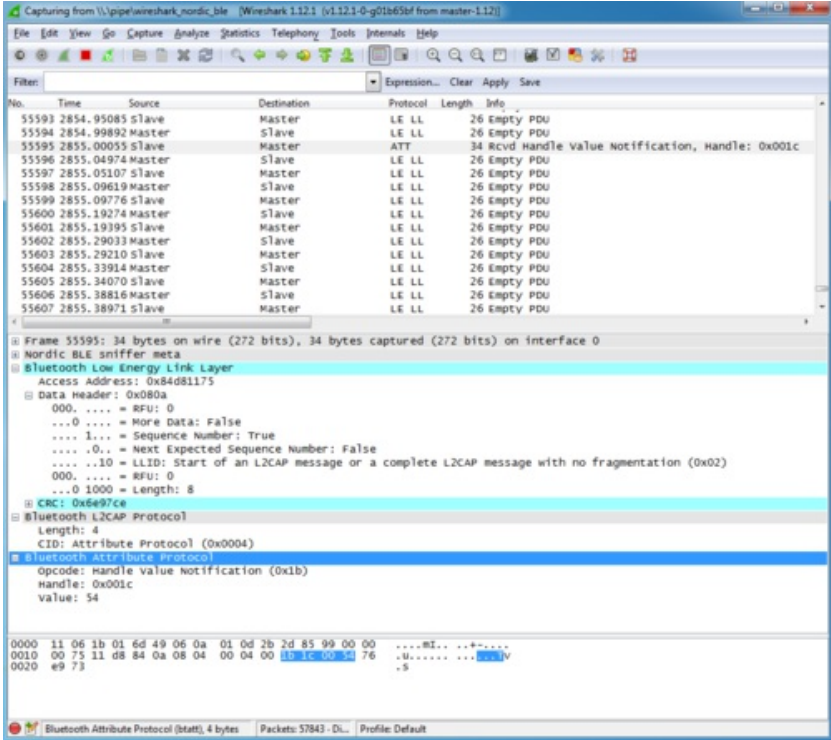 Capturing from \\.\pipe\wireshark_nordic_ble [Wireshark 1.12.1 (v1.12.1-0-g01b65bf from master-1.12)]
File Edit View Go Capture Analyze Statistics Telephony Tools Internals Help
Filter: Expression... Clear Apply Save
No. Time Source Destination Protocol Length Info
55593 2854.95085 Slave Master LE LL 26 Empty PDU
55594 2854.99892 Master Slave LE LL 26 Empty PDU
55595 2855.00055 Slave Master ATT 34 Rcvd Handle Value Notification, Handle: 0x001c
55596 2855.04974 Master Slave LE LL 26 Empty PDU
55597 2855.05107 Slave Master LE LL 26 Empty PDU
55598 2855.09619 Master Slave LE LL 26 Empty PDU
55599 2855.09776 Slave Master LE LL 26 Empty PDU
55600 2855.19274 Master Slave LE LL 26 Empty PDU
55601 2855.19395 Slave Master LE LL 26 Empty PDU
55602 2855.29033 Master Slave LE LL 26 Empty PDU
55603 2855.29210 Slave Master LE LL 26 Empty PDU
55604 2855.33914 Master Slave LE LL 26 Empty PDU
55605 2855.34070 Slave Master LE LL 26 Empty PDU
55606 2855.38816 Master Slave LE LL 26 Empty PDU
55607 2855.38971 Slave Master LE LL 26 Empty PDU
Frame 55595: 34 bytes on wire (272 bits), 34 bytes captured (272 bits) on interface 0
Nordic BLE sniffer meta
Bluetooth Low Energy Link Layer
Access Address: 0x84d81175
Data Header: 0x080a
000. .... = RFU: 0
...0 .... = More Data: False
.... 1... = Sequence Number: True
.... .0.. = Next Expected Sequence Number: False
.... ..10 = LLID: Start of an L2CAP message or a complete L2CAP message with no fragmentation (0x02)
000. .... = RFU: 0
...0 1000 = Length: 8
CRC: 0x6e97ce
Bluetooth L2CAP Protocol
Length: 4
CID: Attribute Protocol (0x0004)
Bluetooth Attribute Protocol
Opcode: Handle Value Notification (0x1b)
Handle: 0x001c
Value: 54
0000 11 06 1b 01 6d 49 06 0a 01 0d 2b 2d 85 99 00 00 ....mI.. ..+-....
0010 00 75 11 d8 84 0a 08 04 00 04 00 1b 1c 00 54 76 .u...... ......Tv
0020 e9 73 .s
Bluetooth Attribute Protocol (btatt), 4 bytes Packets: 57843 - Di... Profile: Default